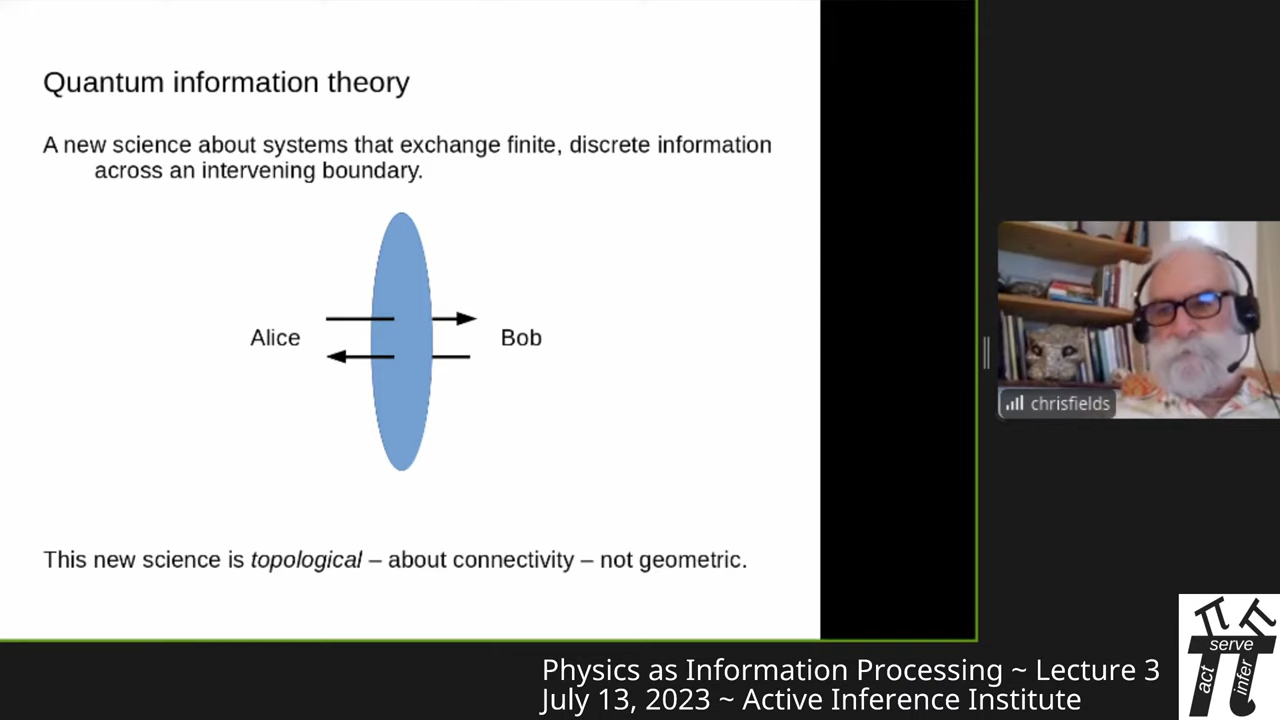 Quantum information theory
A new science about systems that exchange finite, discrete information
across an intervening boundary.
Alice
Bob
This new science is topological – about connectivity – not geometric.
chrisfields
Physics as Information Processing ~ Lecture 3
July 13, 2023 ~ Active Inference Institute
serve
act
infer